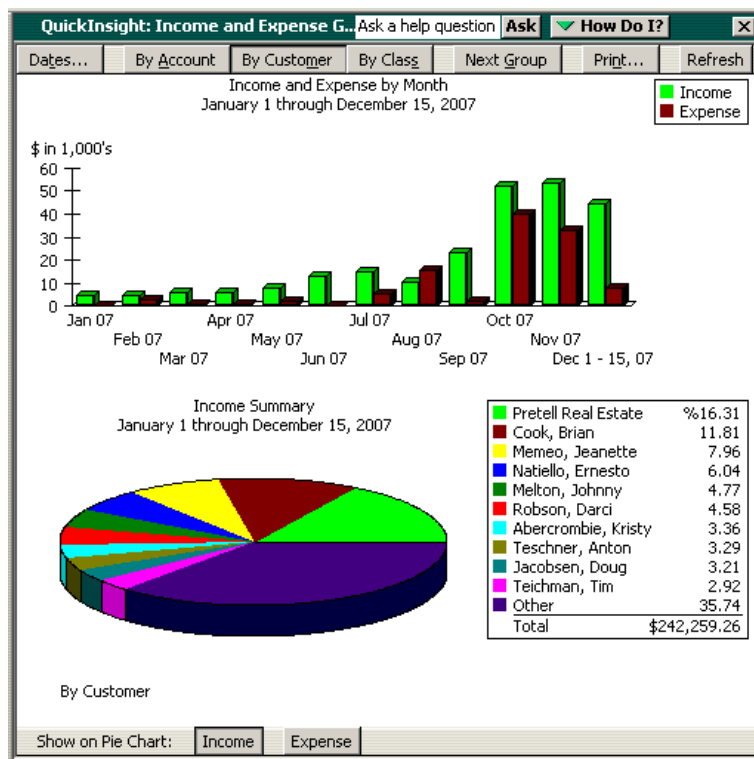 QuickInsight: Income and Expense G... Ask a help question Ask How Do I? X
Dates... By Account By Customer By Class Next Group Print... Refresh
Income and Expense by Month
January 1 through December 15, 2007
Income
Expense
$ in 1,000's
60
50
40
30
20
10
0
Jan 07 Apr 07 Jul 07 Oct 07
Feb 07 May 07 Aug 07 Nov 07
Mar 07 Jun 07 Sep 07 Dec 1 - 15, 07
Income Summary
January 1 through December 15, 2007
Pretell Real Estate %16.31
Cook, Brian 11.81
Memeo, Jeanette 7.96
Natiello, Ernesto 6.04
Melton, Johnny 4.77
Robson, Darci 4.58
Abercrombie, Kristy 3.36
Teschner, Anton 3.29
Jacobsen, Doug 3.21
Teichman, Tim 2.92
Other 35.74
Total $242,259.26
By Customer
Show on Pie Chart: Income Expense